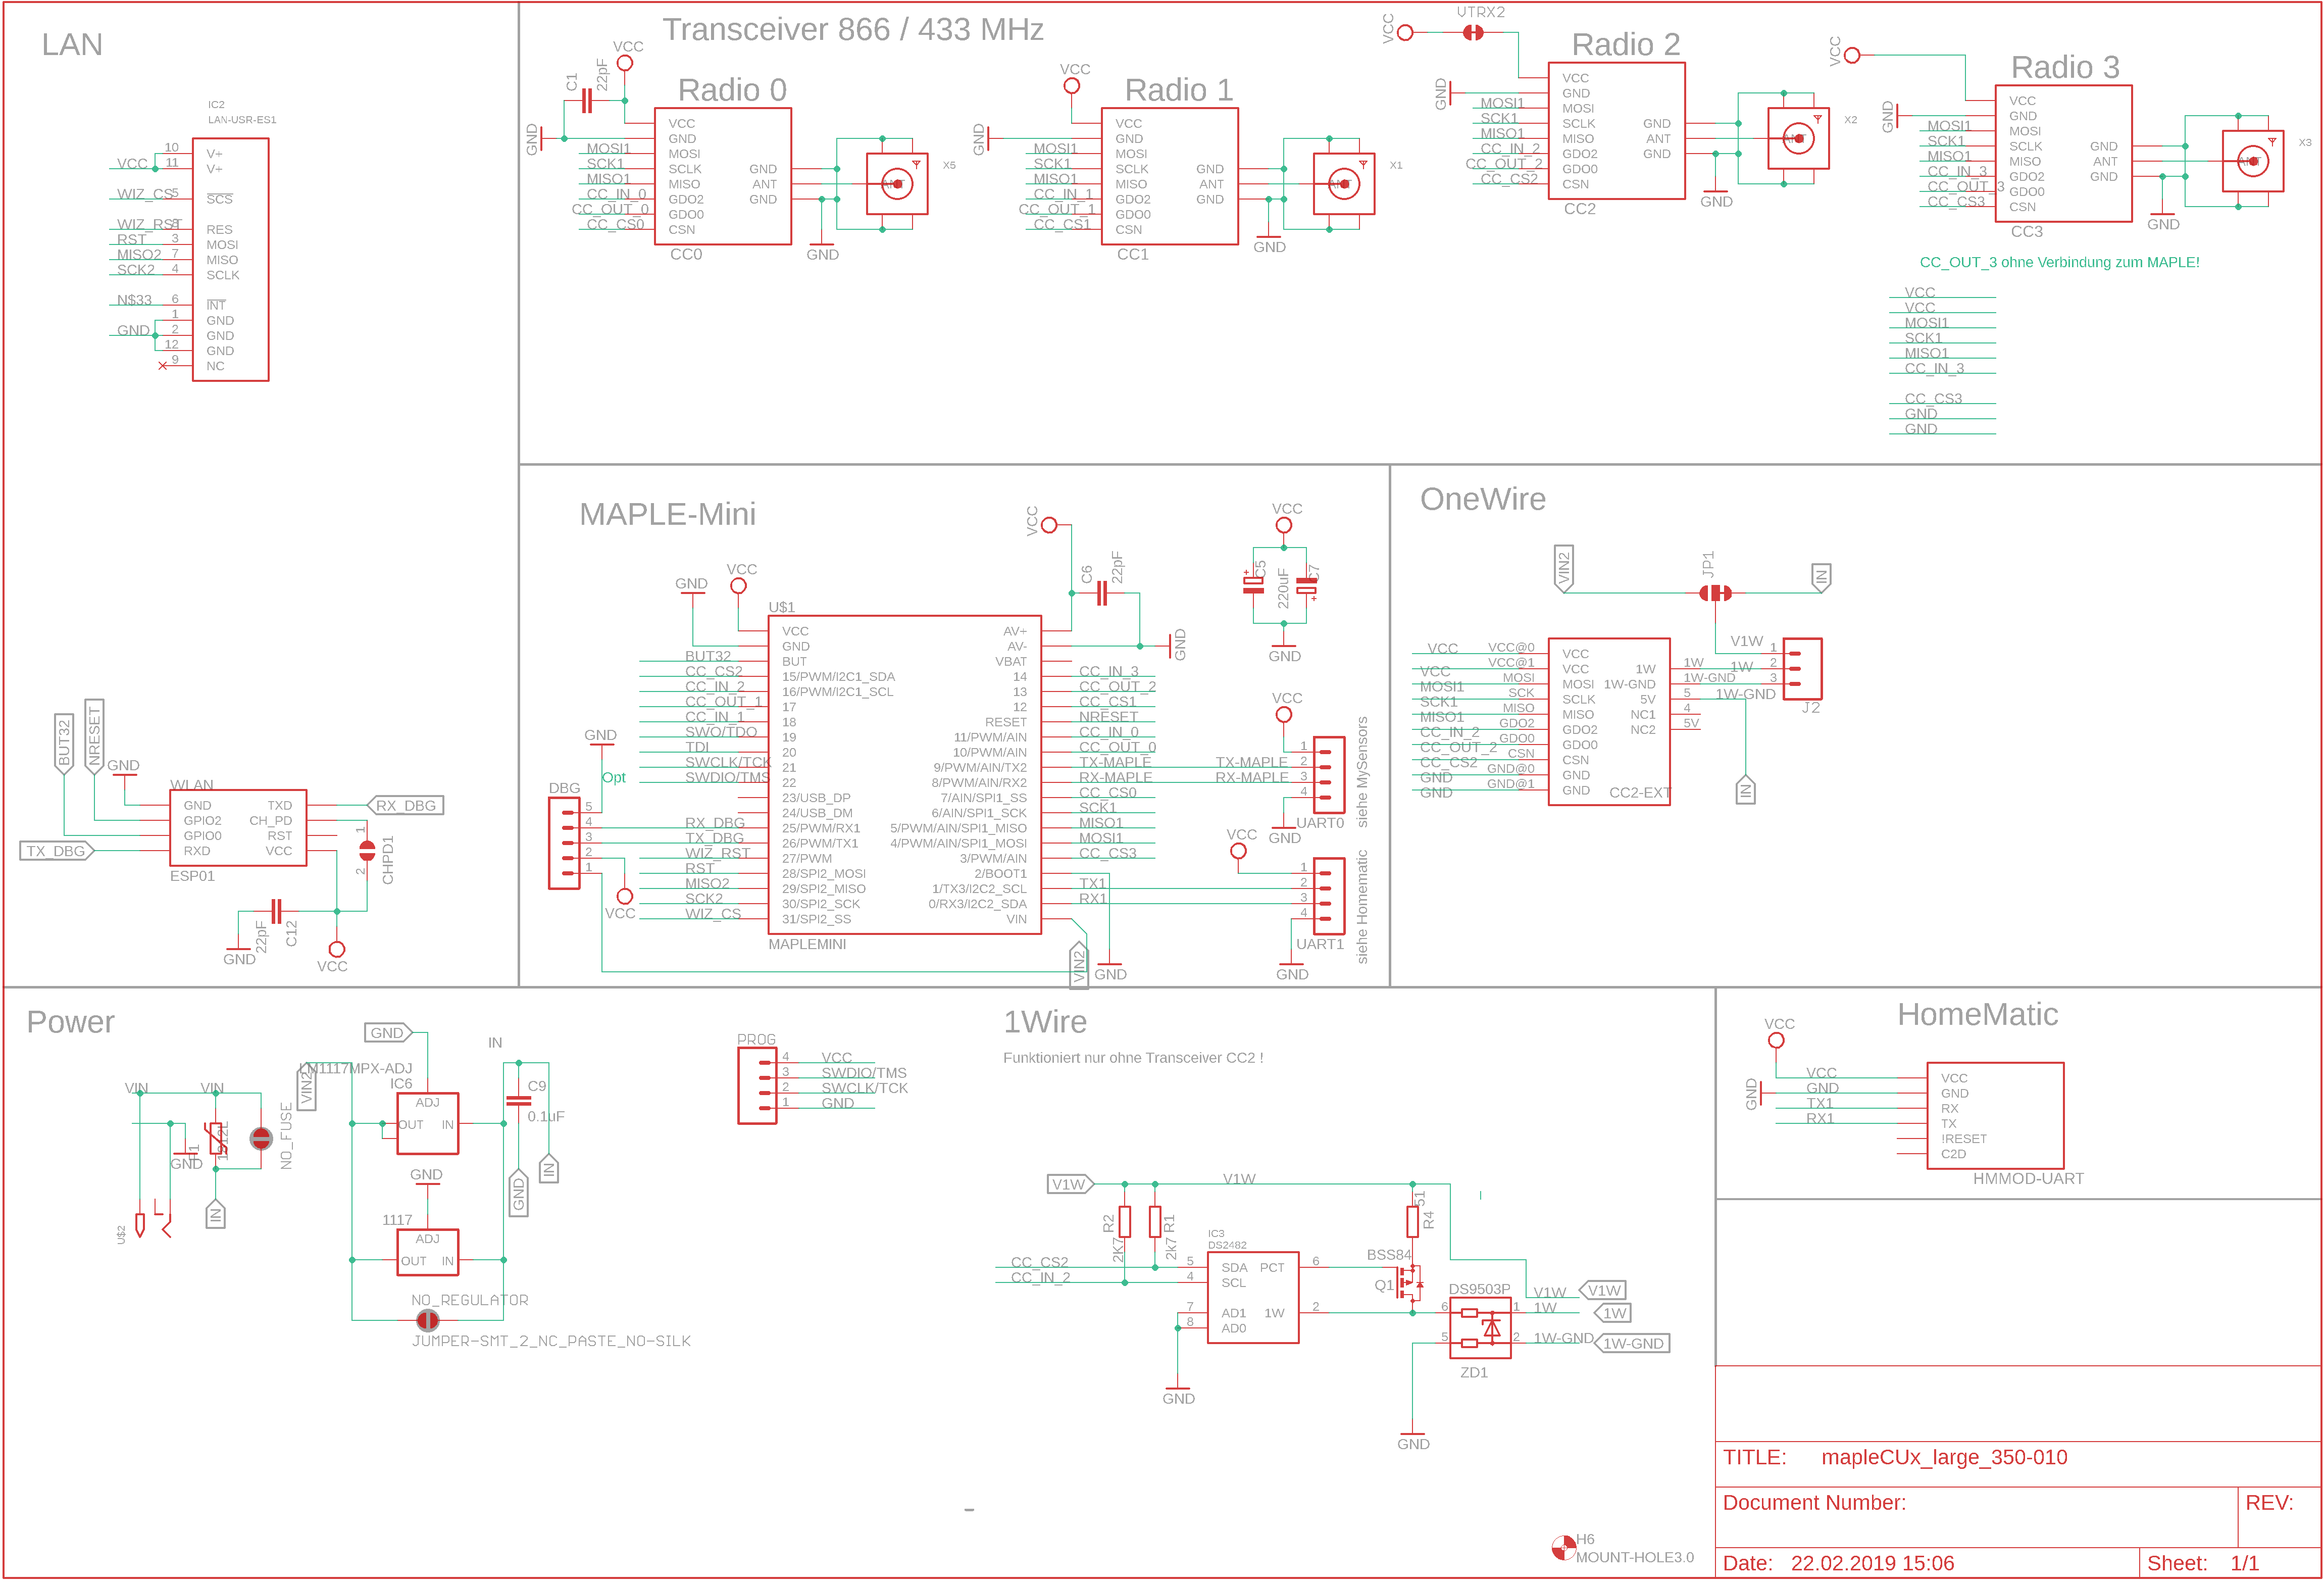 LAN
IC2
LAN-USR-ES1
VCC
10 V+
11 V+
WIZ_CS 5 SCS
WIZ_RST RES
RST 3 MOSI
MISO2 7 MISO
SCK2 4 SCLK
N$33 6 INT
1 GND
GND 2 GND
12 GND
9 NC
BUT32
NRESET
GND
WLAN
GND TXD RX_DBG
GPIO2 CH_PD
GPIO0 RST
TX_DBG RXD VCC
ESP01
1
CHPD1
2
22pF
C12
GND
VCC
Transceiver 866 / 433 MHz
Radio 0
C1
22pF
VCC
GND
VCC
GND
MOSI1 MOSI
SCK1 SCLK GND
MISO1 MISO ANT
CC_IN_0 GDO2 GND
CC_OUT_0 GDO0
CC_CS0 CSN
CC0
GND
ANT
X5
Radio 1
VCC
GND
VCC
GND
MOSI1 MOSI
SCK1 SCLK GND
MISO1 MISO ANT
CC_IN_1 GDO2 GND
CC_OUT_1 GDO0
CC_CS1 CSN
CC1
GND
X1
Radio 2
VCC
VTRX2
GND
VCC
GND
MOSI1 MOSI
SCK1 SCLK GND
MISO1 MISO ANT
CC_IN_2 GDO2 GND
CC_OUT_2 GDO0
CC_CS2 CSN
CC2
GND
X2
Radio 3
VCC
GND
VCC
GND
MOSI1 MOSI
SCK1 SCLK GND
MISO1 MISO ANT
CC_IN_3 GDO2 GND
CC_OUT_3 GDO0
CC_CS3 CSN
CC3
GND
X3
CC_OUT_3 ohne Verbindung zum MAPLE!
VCC
VCC
MOSI1
SCK1
MISO1
CC_IN_3
CC_CS3
GND
GND
MAPLE-Mini
VCC
C6
22pF
GND
GND
VCC
U$1
VCC AV+
GND AV-
BUT32 BUT VBAT
CC_CS2 15/PWM/I2C1_SDA 14 CC_IN_3
CC_IN_2 16/PWM/I2C1_SCL 13 CC_OUT_2
CC_OUT_1 17 12 CC_CS1
CC_IN_1 18 RESET NRESET
SWO/TDO 19 11/PWM/AIN CC_IN_0
TDI 20 10/PWM/AIN CC_OUT_0
SWCLK/TCK 21 9/PWM/AIN/TX2 TX-MAPLE TX-MAPLE
SWDIO/TMS 22 8/PWM/AIN/RX2 RX-MAPLE RX-MAPLE
23/USB_DP 7/AIN/SPI1_SS CC_CS0
24/USB_DM 6/AIN/SPI1_SCK SCK1
RX_DBG 25/PWM/RX1 5/PWM/AIN/SPI1_MISO MISO1
TX_DBG 26/PWM/TX1 4/PWM/AIN/SPI1_MOSI MOSI1
WIZ_RST 27/PWM 3/PWM/AIN CC_CS3
RST 28/SPI2_MOSI 2/BOOT1
MISO2 29/SPI2_MISO 1/TX3/I2C2_SCL TX1
SCK2 30/SPI2_SCK 0/RX3/I2C2_SDA RX1
WIZ_CS 31/SPI2_SS VIN
MAPLEMINI
VIN2
GND
GND
Opt
DBG
5
4
3
2
1
VCC
VCC
C5
220uF
C7
GND
VCC
1
2
3
4
UART0
GND
siehe MySensors
VCC
1
2
3
4
UART1
GND
siehe Homematic
OneWire
VIN2
JP1
IN
VCC VCC@0 VCC
VCC VCC@1 VCC 1W 1W
MOSI1 MOSI MOSI 1W-GND 1W-GND
SCK1 SCK SCLK 5V 5
MISO1 MISO MISO NC1 4
CC_IN_2 GDO2 GDO2 NC2 5V
CC_OUT_2 GDO0 GDO0
CC_CS2 CSN CSN
GND GND@0 GND
GND GND@1 GND
CC2-EXT
V1W 1
1W 2
3
1W-GND
J2
IN
Power
VIN
VIN
GND
NO_FUSE
IN
U$2
VIN2
GND
LM1117MPX-ADJ
IC6
ADJ
OUT IN
GND
1117
ADJ
OUT IN
NO_REGULATOR
JUMPER-SMT_2_NC_PASTE_NO-SILK
IN
C9
0.1uF
GND
IN
PROG
4 VCC
3 SWDIO/TMS
2 SWCLK/TCK
1 GND
1Wire
Funktioniert nur ohne Transceiver CC2 !
V1W
V1W
R2
2K7
R1
2k7
51
R4
IC3
DS2482
CC_CS2 5 SDA PCT 6
CC_IN_2 4 SCL
7 AD1 1W 2
8 AD0
GND
BSS84
Q1
DS9503P
6 1 V1W V1W
1W 1W
5 2 1W-GND 1W-GND
ZD1
GND
HomeMatic
VCC
GND
VCC VCC
GND GND
TX1 RX
RX1 TX
!RESET
C2D
HMMOD-UART
H6
MOUNT-HOLE3.0
TITLE: mapleCUx_large_350-010
Document Number:
REV:
Date: 22.02.2019 15:06
Sheet: 1/1